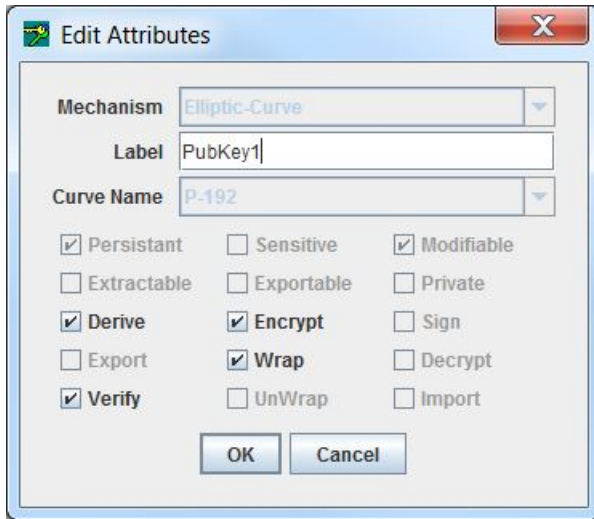 Edit Attributes
Mechanism Elliptic-Curve
Label PubKey1
Curve Name P-192
Persistant Sensitive Modifiable
Extractable Exportable Private
Derive Encrypt Sign
Export Wrap Decrypt
Verify UnWrap Import
OK Cancel